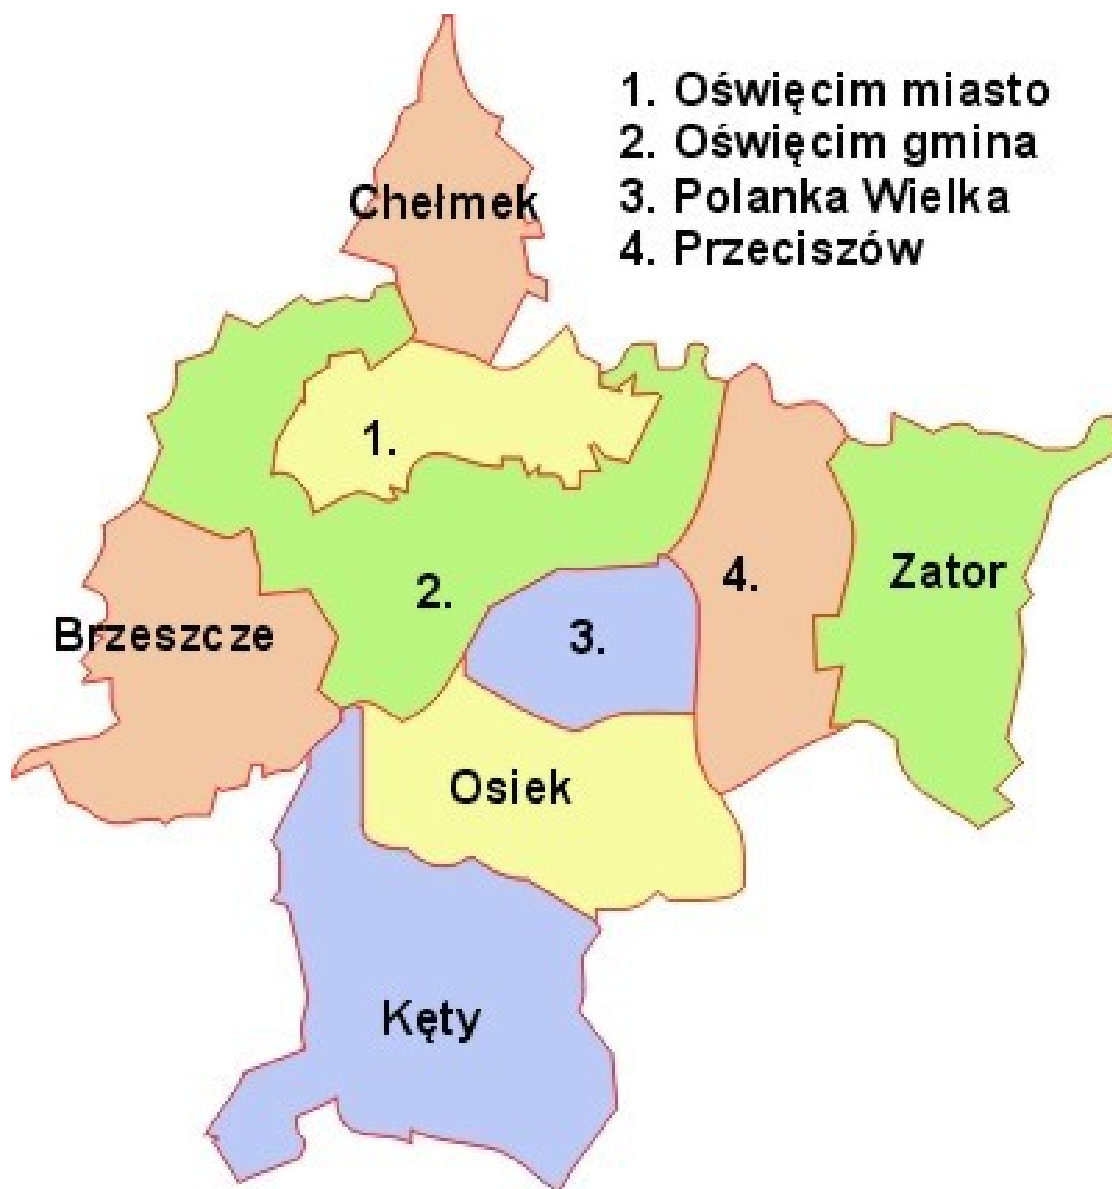 1. Oświęcim miasto
2. Oświęcim gmina
3. Polanka Wielka
4. Przeciszów
Chełmek
1.
2.
3.
4.
Zator
Brzeszcze
Osiek
Kęty